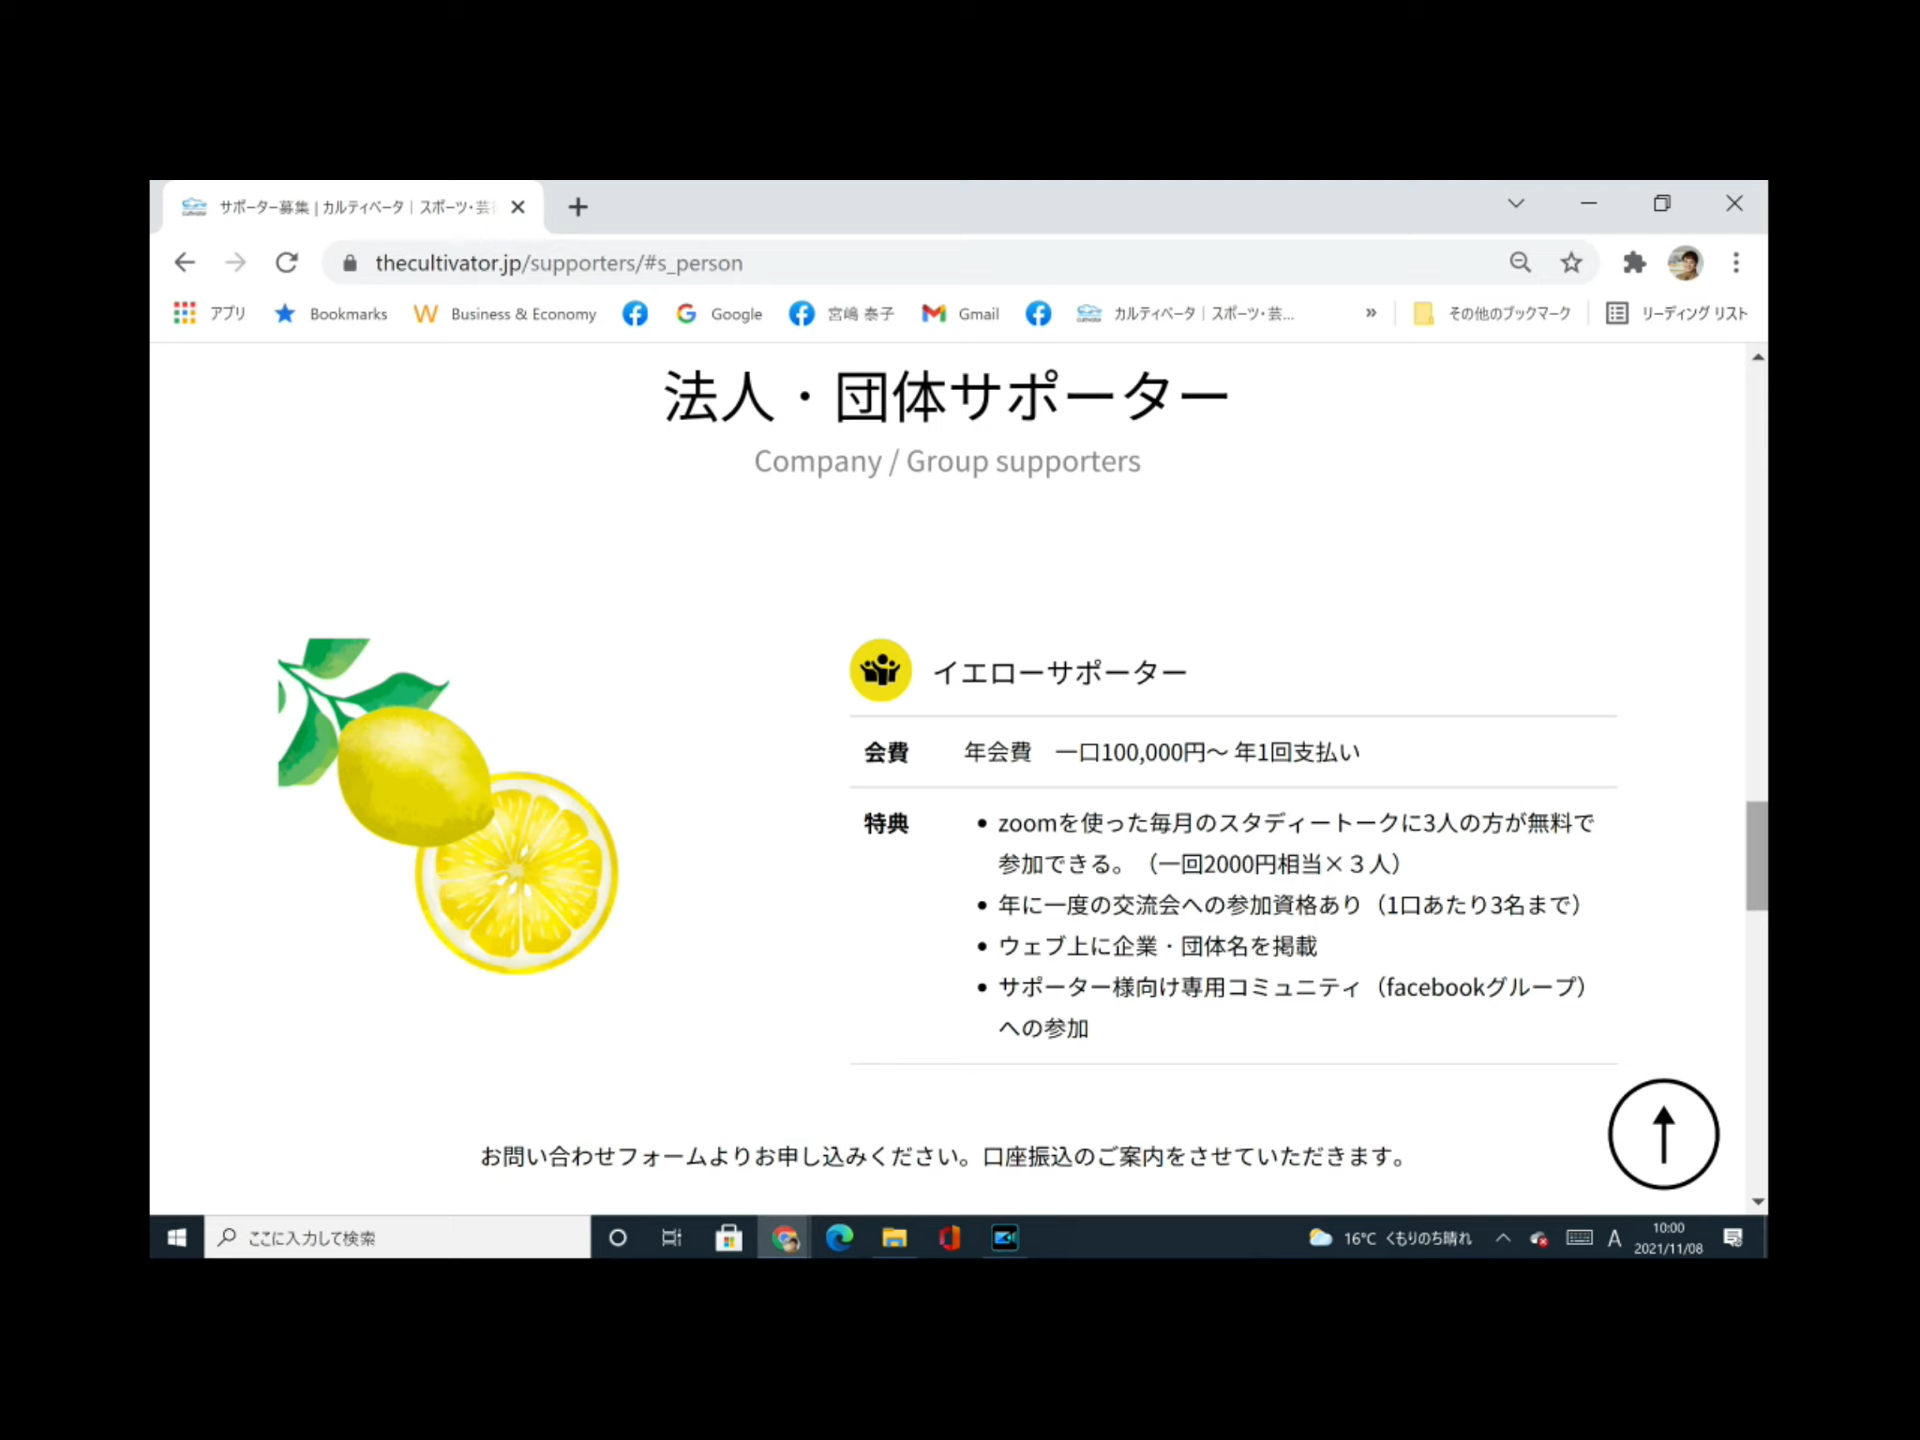 サポーター募集 | カルティベータ | スポーツ・芸
thecultivator.jp/supporters/#s_person
アプリ Bookmarks Business & Economy Google 宮嶋 泰子 Gmail カルティベータ | スポーツ・芸... » その他のブックマーク リーディング リスト
法人・団体サポーター
Company / Group supporters
イエローサポーター
会費 年会費 一口100,000円〜 年1回支払い
特典 • zoomを使った毎月のスタディートークに3人の方が無料で
参加できる。（一回2000円相当×３人）
• 年に一度の交流会への参加資格あり（1口あたり3名まで）
• ウェブ上に企業・団体名を掲載
• サポーター様向け専用コミュニティ（facebookグループ）
への参加
お問い合わせフォームよりお申し込みください。口座振込のご案内をさせていただきます。
ここに入力して検索
16°C くもりのち晴れ A 10:00
2021/11/08